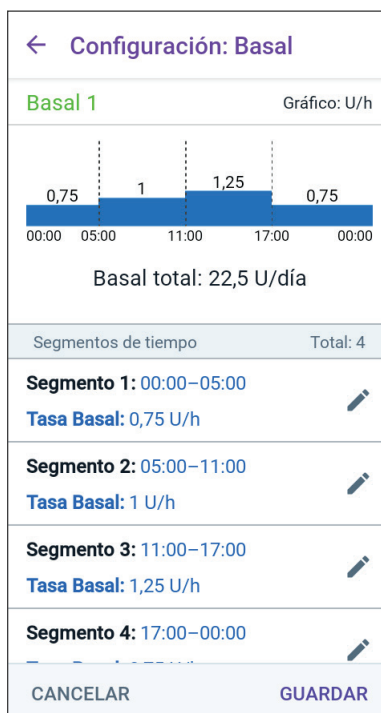 Configuración: Basal
Basal 1 Gráfico: U/h
0,75 1 1,25 0,75
00:00 05:00 11:00 17:00 00:00
Basal total: 22,5 U/día
Segmentos de tiempo Total: 4
Segmento 1: 00:00–05:00
Tasa Basal: 0,75 U/h
Segmento 2: 05:00–11:00
Tasa Basal: 1 U/h
Segmento 3: 11:00–17:00
Tasa Basal: 1,25 U/h
Segmento 4: 17:00–00:00
CANCELAR GUARDAR